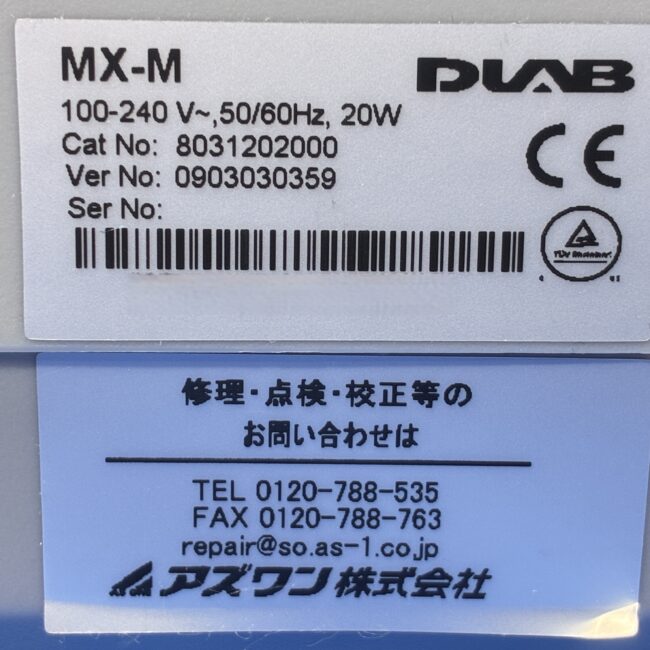 MX-M
DLAB
100-240 V~,50/60Hz, 20W
Cat No: 8031202000
Ver No: 0903030359
Ser No:
CE
修理・点検・校正等の
お問い合わせは
TEL 0120-788-535
FAX 0120-788-763
repair@so.as-1.co.jp
アズワン株式会社